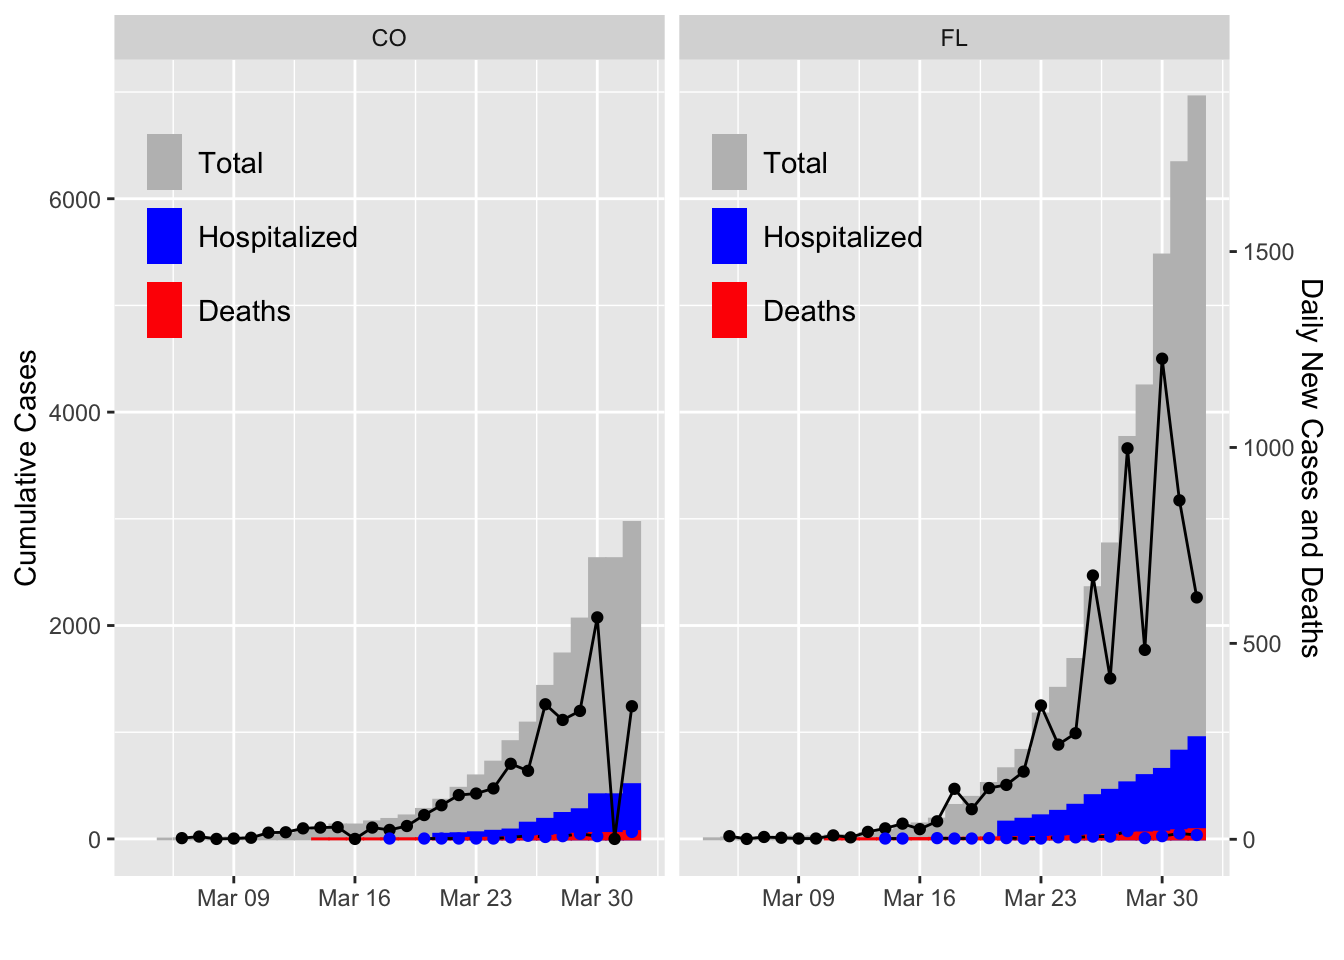 CO
FL
Total
Hospitalized
Deaths
Total
Hospitalized
Deaths
6000
4000
2000
0
Cumulative Cases
1500
1000
500
0
Daily New Cases and Deaths
Mar 09
Mar 16
Mar 23
Mar 30
Mar 09
Mar 16
Mar 23
Mar 30